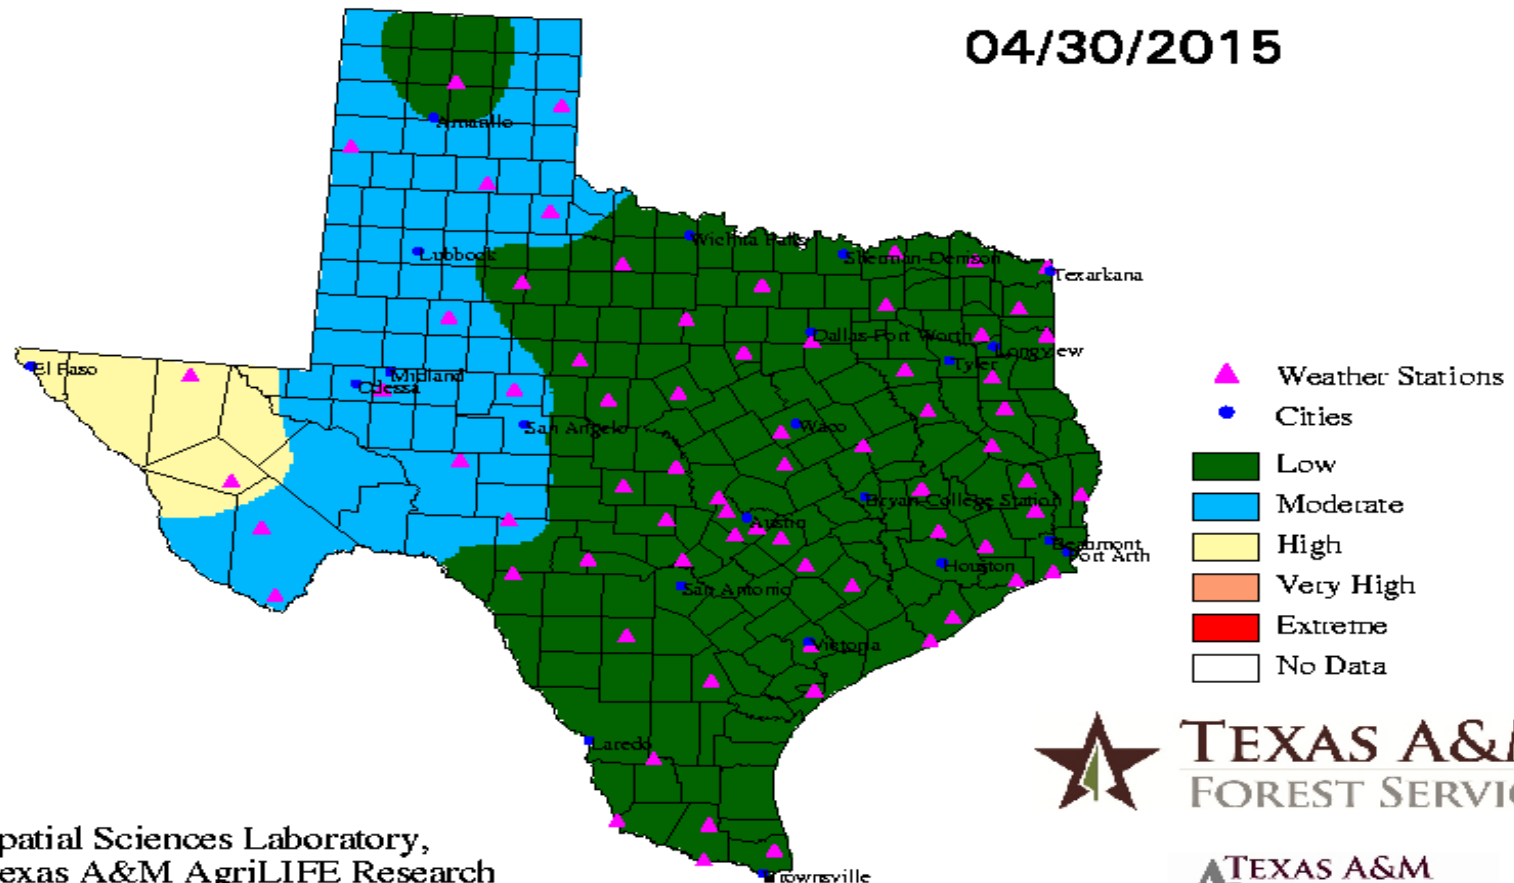 04/30/2015
Amarillo
Lubbock
Wichita Falls
Sherman-Denison
Texarkana
Dallas-Fort Worth
Tyler
Longview
El Paso
Midland
Odessa
San Angelo
Waco
Bryan-College Station
Austin
Beaumont
Port Arth
Houston
San Antonio
Victoria
Laredo
Brownsville
Weather Stations
Cities
Low
Moderate
High
Very High
Extreme
No Data
TEXAS A&M
FOREST SERVIC
patial Sciences Laboratory,
exas A&M AgriLIFE Research
TEXAS A&M